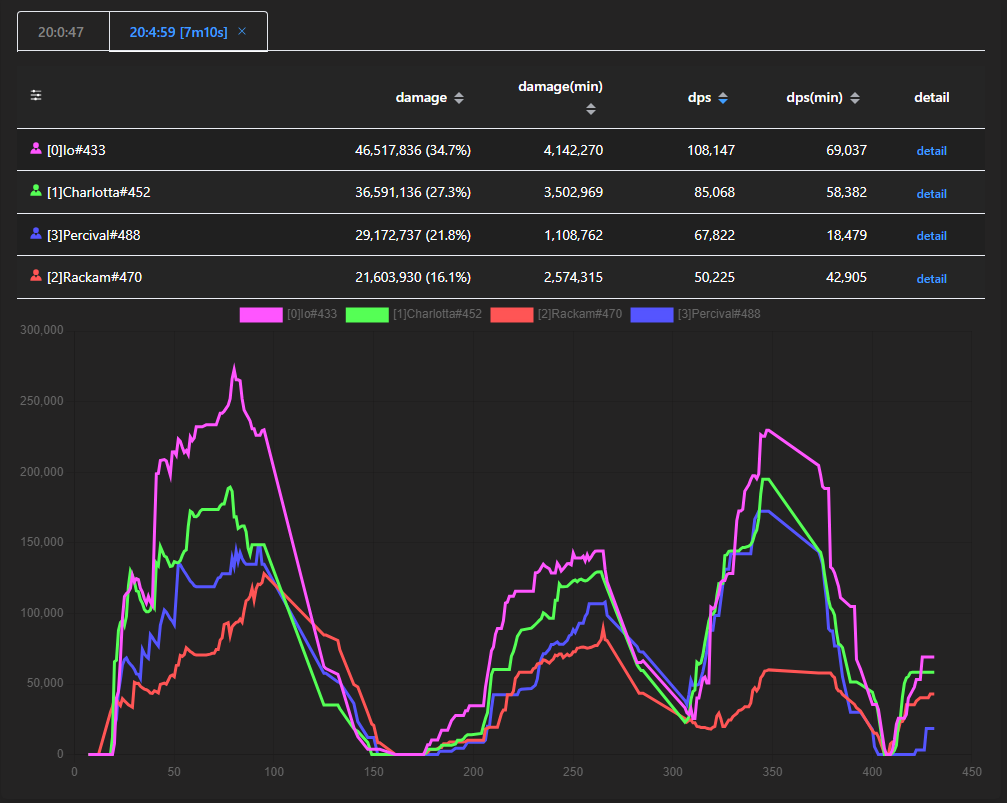 20:0:47 20:4:59 [7m10s] ×
damage damage(min) dps dps(min) detail
[0]Io#433 46,517,836 (34.7%) 4,142,270 108,147 69,037 detail
[1]Charlotta#452 36,591,136 (27.3%) 3,502,969 85,068 58,382 detail
[3]Percival#488 29,172,737 (21.8%) 1,108,762 67,822 18,479 detail
[2]Rackam#470 21,603,930 (16.1%) 2,574,315 50,225 42,905 detail
[0]Io#433 [1]Charlotta#452 [2]Rackam#470 [3]Percival#488
300,000
250,000
200,000
150,000
100,000
50,000
0
0 50 100 150 200 250 300 350 400 450